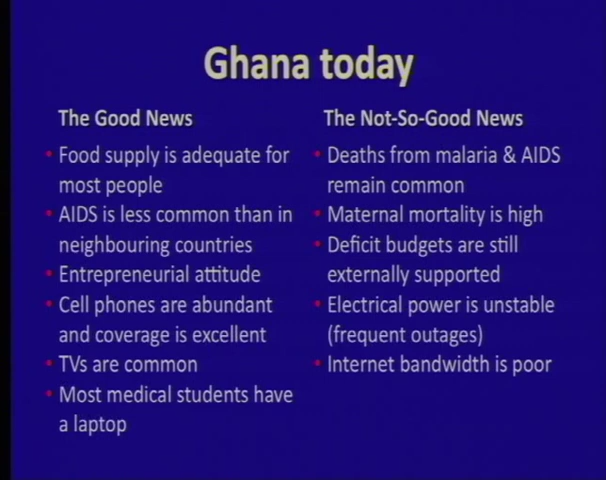 Ghana today
The Good News
• Food supply is adequate for
most people
• AIDS is less common than in
neighbouring countries
• Entrepreneurial attitude
• Cell phones are abundant
and coverage is excellent
• TVs are common
• Most medical students have
a laptop
The Not-So-Good News
• Deaths from malaria & AIDS
remain common
• Maternal mortality is high
• Deficit budgets are still
externally supported
• Electrical power is unstable
(frequent outages)
• Internet bandwidth is poor